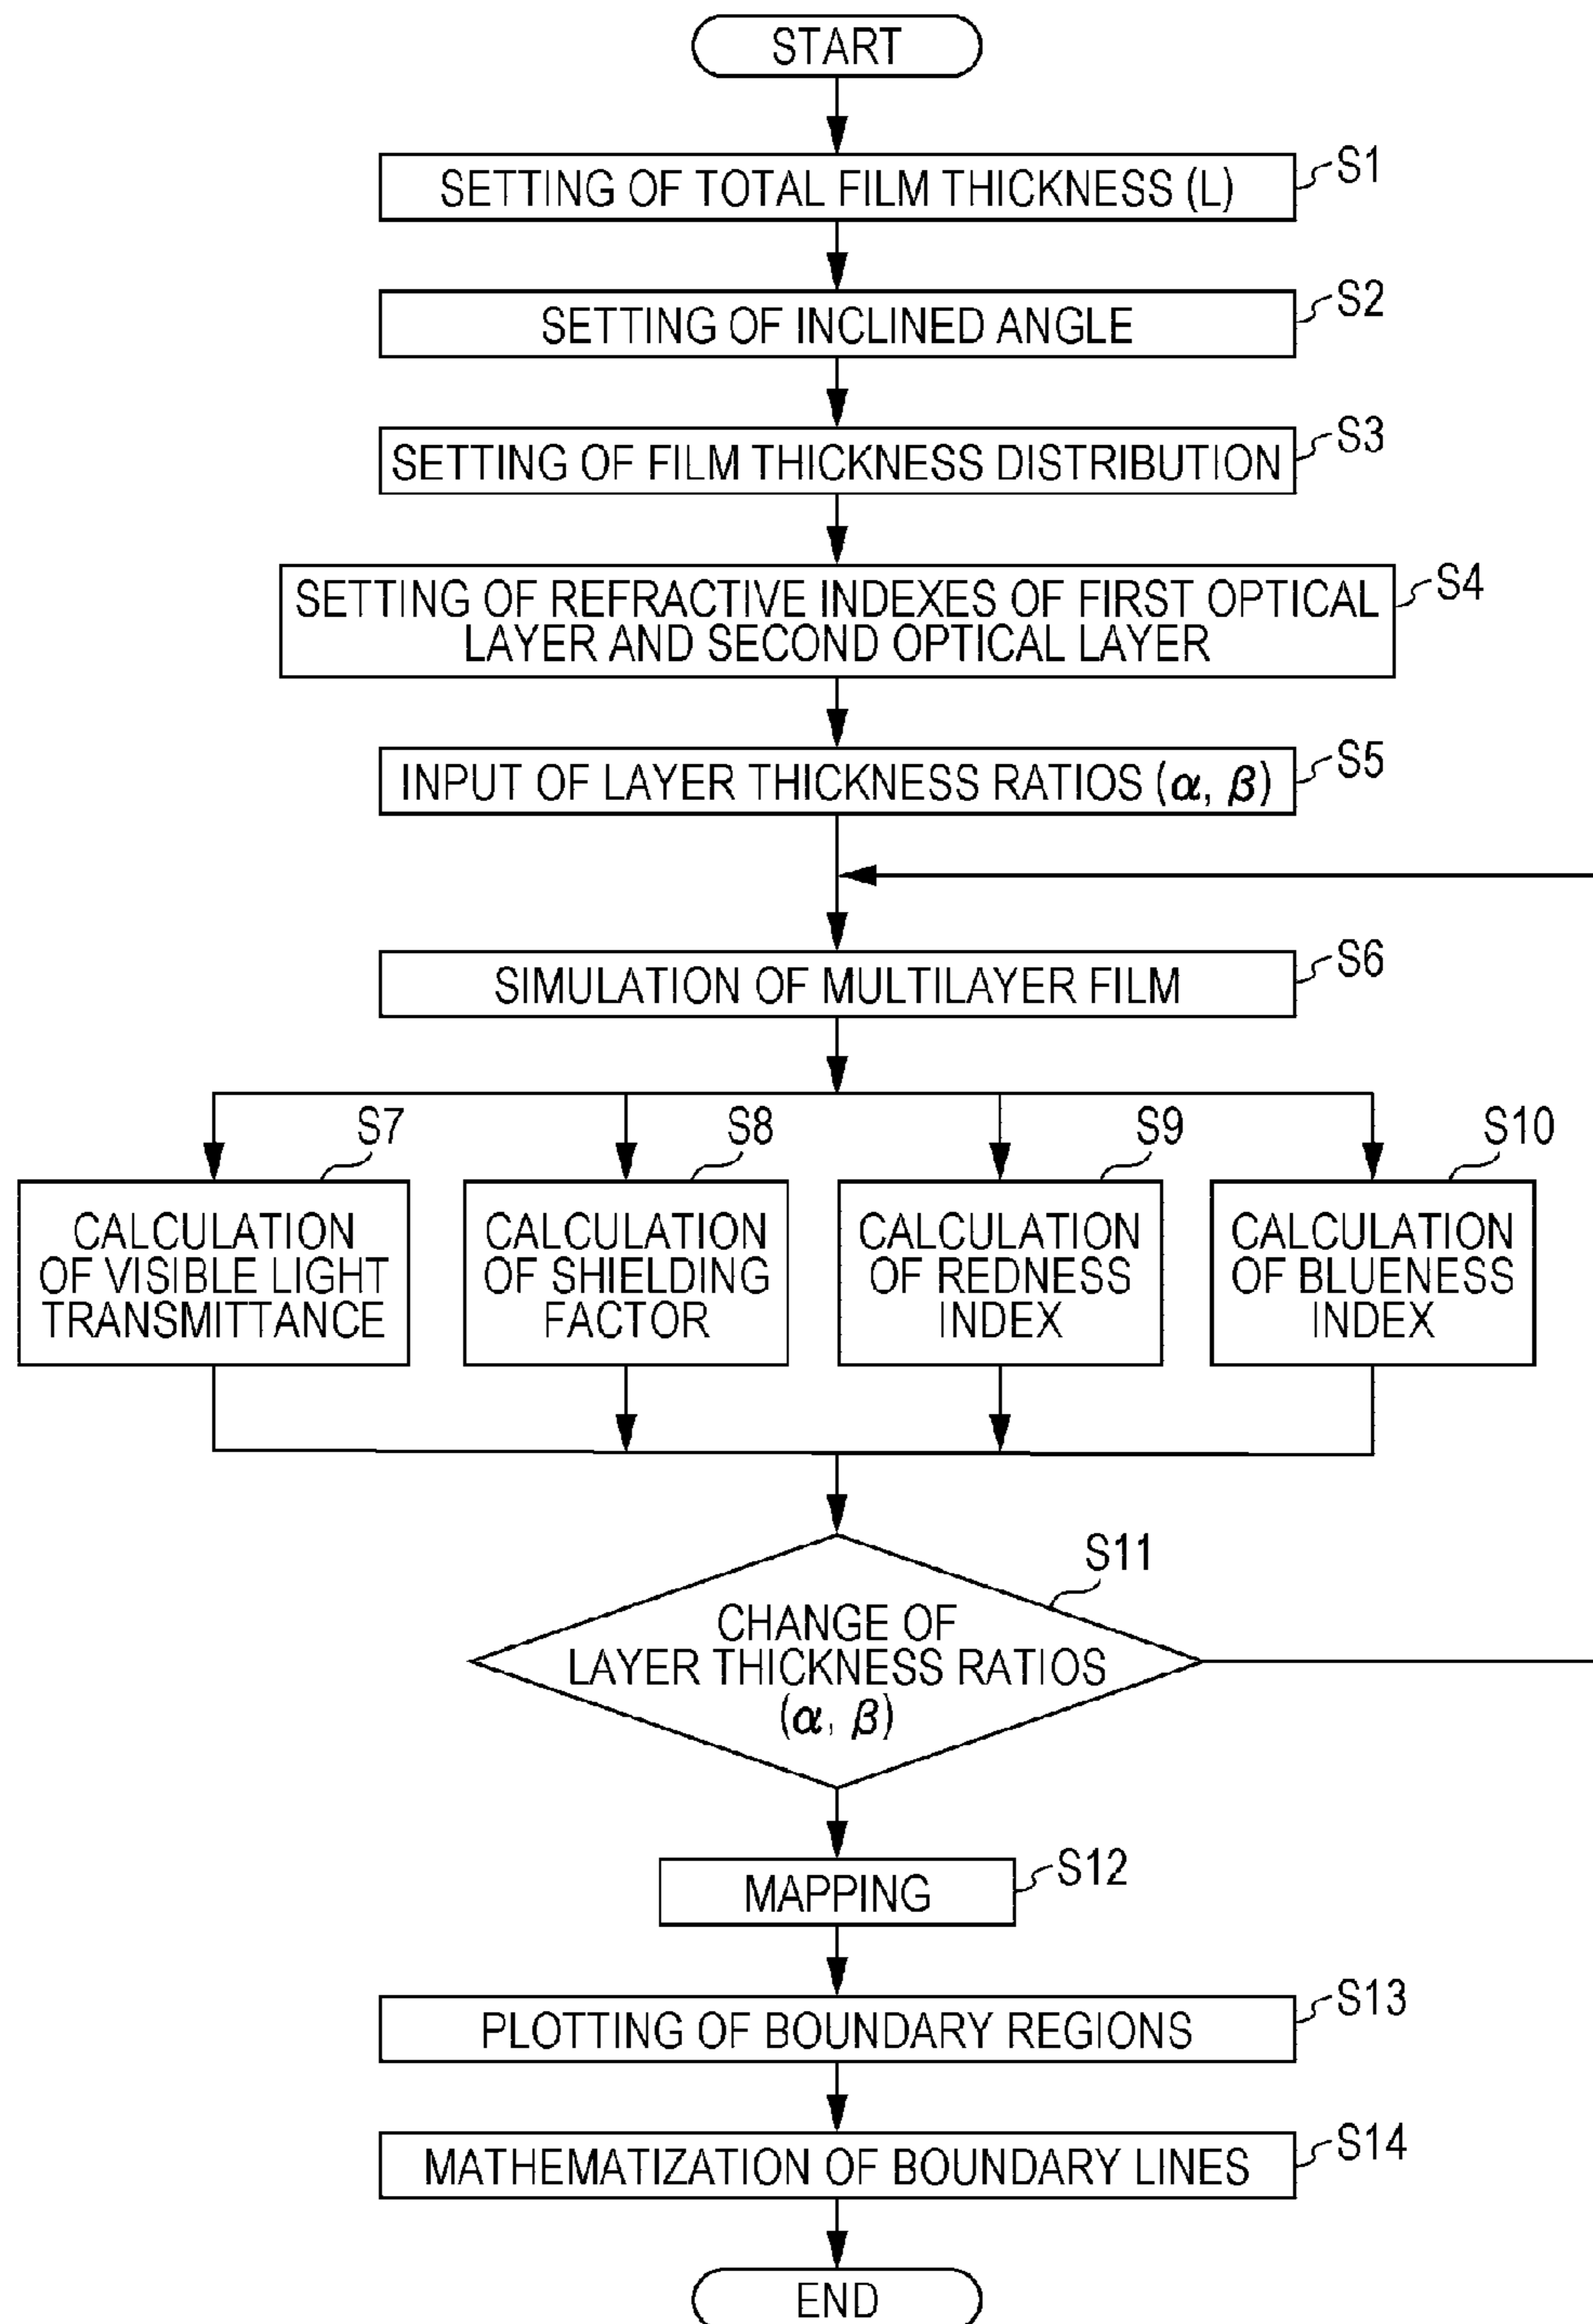 START
SETTING OF TOTAL FILM THICKNESS (L)
S1
SETTING OF INCLINED ANGLE
S2
SETTING OF FILM THICKNESS DISTRIBUTION
S3
SETTING OF REFRACTIVE INDEXES OF FIRST OPTICAL
LAYER AND SECOND OPTICAL LAYER
S4
INPUT OF LAYER THICKNESS RATIOS (α, β)
S5
SIMULATION OF MULTILAYER FILM
S6
S7
CALCULATION
OF VISIBLE LIGHT
TRANSMITTANCE
S8
CALCULATION
OF SHIELDING
FACTOR
S9
CALCULATION
OF REDNESS
INDEX
S10
CALCULATION
OF BLUENESS
INDEX
S11
CHANGE OF
LAYER THICKNESS RATIOS
(α, β)
MAPPING
S12
PLOTTING OF BOUNDARY REGIONS
S13
MATHEMATIZATION OF BOUNDARY LINES
S14
END